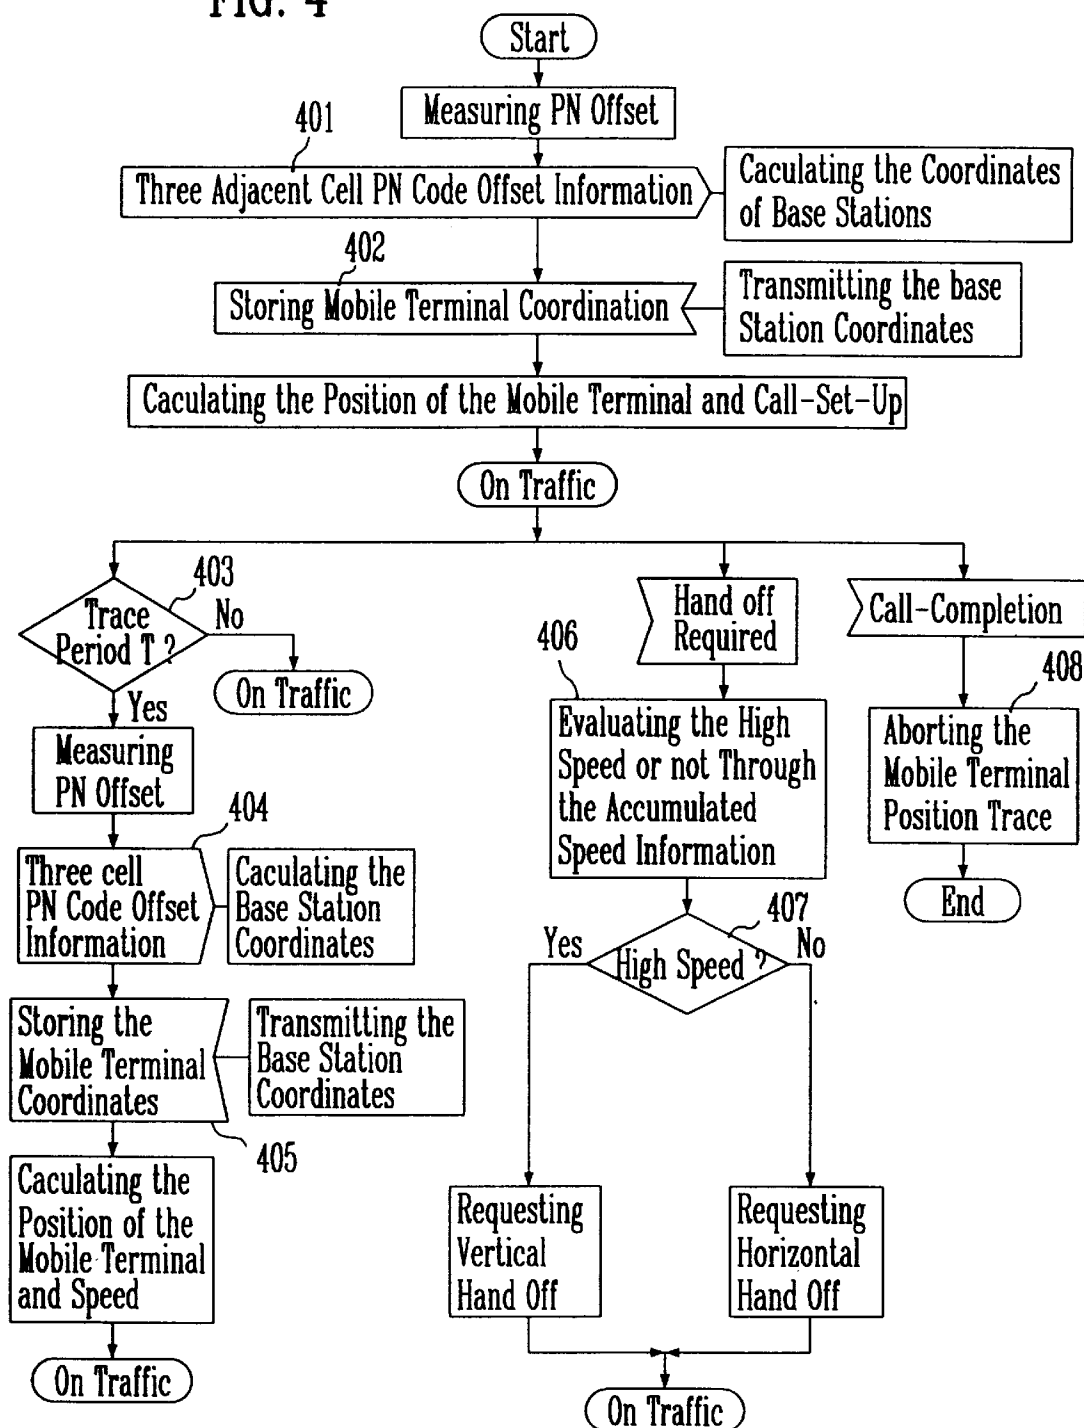 FIG. 4
Start
Measuring PN Offset
401
Three Adjacent Cell PN Code Offset Information
Caculating the Coordinates
of Base Stations
402
Storing Mobile Terminal Coordination
Transmitting the base
Station Coordinates
Caculating the Position of the Mobile Terminal and Call-Set-Up
On Traffic
403
Trace
Period T ?
No
On Traffic
Yes
Measuring
PN Offset
404
Three cell
PN Code Offset
Information
Caculating the
Base Station
Coordinates
Storing the
Mobile Terminal
Coordinates
Transmitting the
Base Station
Coordinates
405
Caculating the
Position of the
Mobile Terminal
and Speed
On Traffic
Hand off
Required
406
Evaluating the High
Speed or not Through
the Accumulated
Speed Information
407
High Speed ?
Yes
No
Requesting
Vertical
Hand Off
Requesting
Horizontal
Hand Off
On Traffic
Call-Completion
408
Aborting the
Mobile Terminal
Position Trace
End